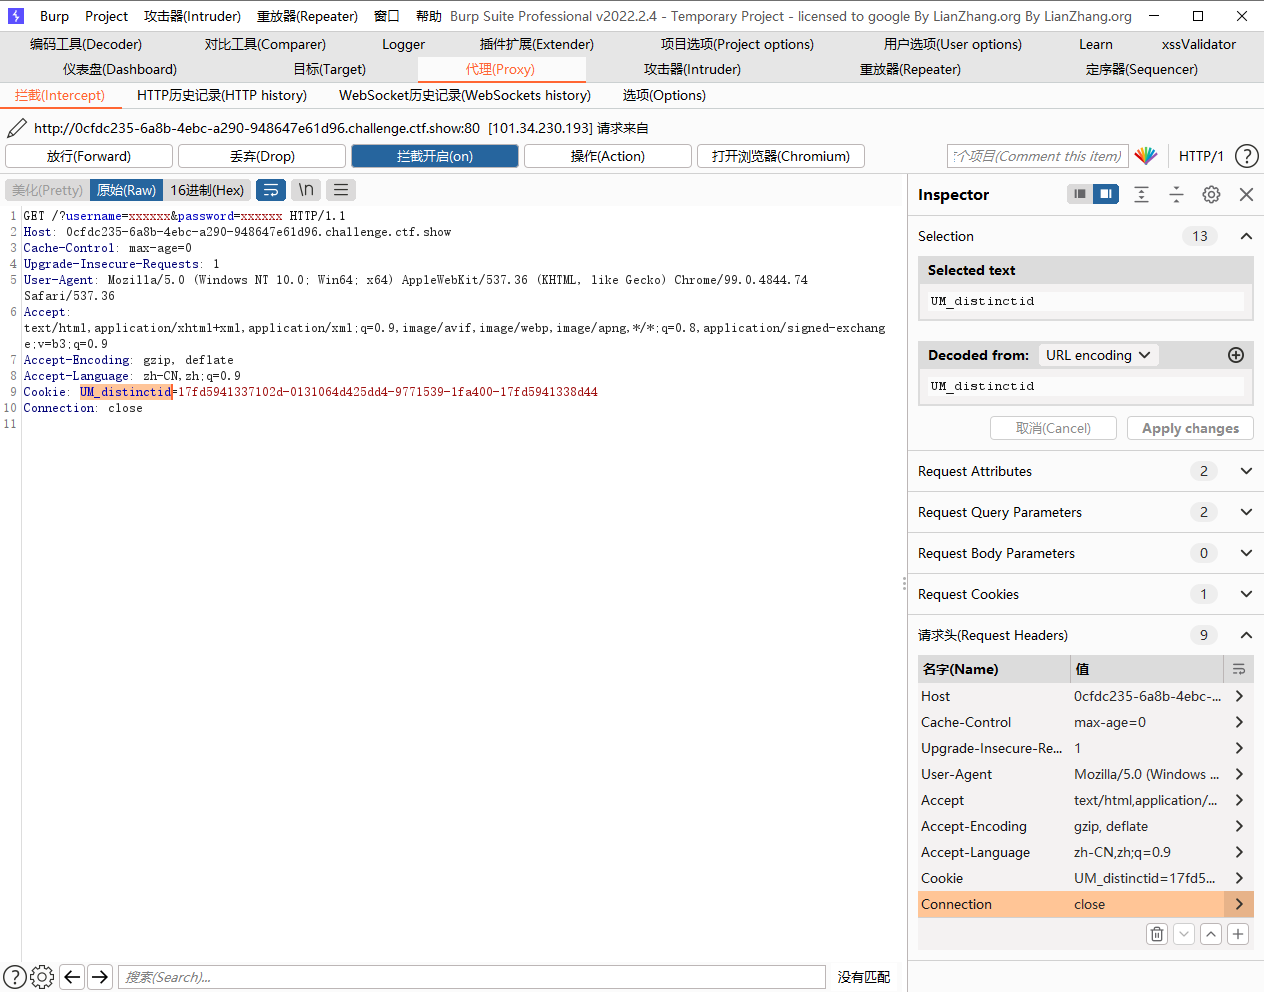 Burp Project 攻击器(Intruder) 重放器(Repeater) 窗口 帮助 Burp Suite Professional v2022.2.4 - Temporary Project - licensed to google By LianZhang.org By LianZhang.org
编码工具(Decoder) 对比工具(Comparer) Logger 插件扩展(Extender) 项目选项(Project options) 用户选项(User options) Learn xssValidator
仪表盘(Dashboard) 目标(Target) 代理(Proxy) 攻击器(Intruder) 重放器(Repeater) 定序器(Sequencer)
拦截(Intercept) HTTP历史记录(HTTP history) WebSocket历史记录(WebSockets history) 选项(Options)
http://0cfdc235-6a8b-4ebc-a290-948647e61d96.challenge.ctf.show:80 [101.34.230.193] 请求来自
放行(Forward) 丢弃(Drop) 拦截开启(on) 操作(Action) 打开浏览器(Chromium) 个项目(Comment this item) HTTP/1 ?
美化(Pretty) 原始(Raw) 16进制(Hex) \n
1 GET /?username=xxxxxx&password=xxxxxx HTTP/1.1
2 Host: 0cfdc235-6a8b-4ebc-a290-948647e61d96.challenge.ctf.show
3 Cache-Control: max-age=0
4 Upgrade-Insecure-Requests: 1
5 User-Agent: Mozilla/5.0 (Windows NT 10.0; Win64; x64) AppleWebKit/537.36 (KHTML, like Gecko) Chrome/99.0.4844.74
Safari/537.36
6 Accept:
text/html,application/xhtml+xml,application/xml;q=0.9,image/avif,image/webp,image/apng,*/*;q=0.8,application/signed-exchang
e;v=b3;q=0.9
7 Accept-Encoding: gzip, deflate
8 Accept-Language: zh-CN,zh;q=0.9
9 Cookie: UM_distinctid=17fd5941337102d-0131064d425dd4-9771539-1fa400-17fd5941338d44
10 Connection: close
11
Inspector
Selection 13
Selected text
UM_distinctid
Decoded from: URL encoding
UM_distinctid
取消(Cancel) Apply changes
Request Attributes 2
Request Query Parameters 2
Request Body Parameters 0
Request Cookies 1
请求头(Request Headers) 9
名字(Name) 值
Host 0cfdc235-6a8b-4ebc-...
Cache-Control max-age=0
Upgrade-Insecure-Re... 1
User-Agent Mozilla/5.0 (Windows ...
Accept text/html,application/...
Accept-Encoding gzip, deflate
Accept-Language zh-CN,zh;q=0.9
Cookie UM_distinctid=17fd5...
Connection close
? 搜索(Search)... 没有匹配